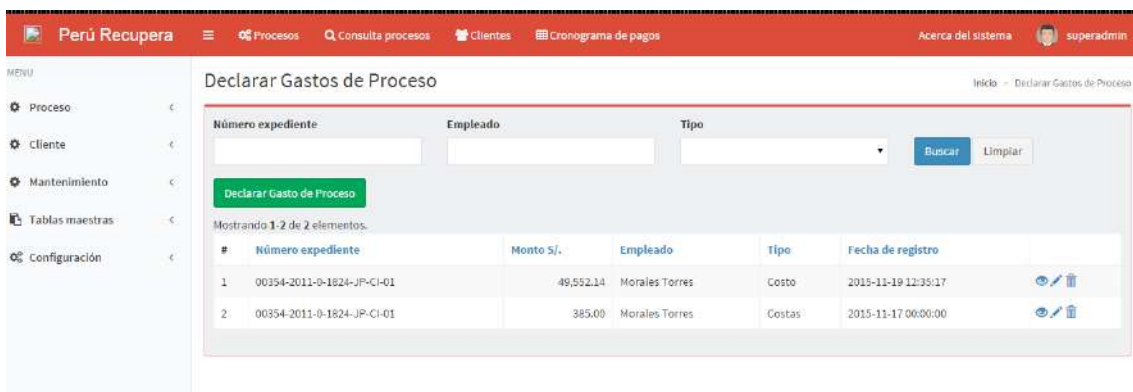 Perú Recupera
Procesos
Consulta procesos
Clientes
Cronograma de pagos
Acerca del sistema
superadmin
MENU
Proceso
Cliente
Mantenimiento
Tablas maestras
Configuración
Declarar Gastos de Proceso
Inicio > Declarar Gastos de Proceso
Número expediente Empleado Tipo
Buscar Limpiar
Declarar Gasto de Proceso
Mostrando 1-2 de 2 elementos.
# Número expediente Monto S/. Empleado Tipo Fecha de registro
1 00354-2011-0-1824-JP-CI-01 49,552.14 Morales Torres Costo 2015-11-19 12:35:17
2 00354-2011-0-1824-JP-CI-01 385.00 Morales Torres Costas 2015-11-17 00:00:00